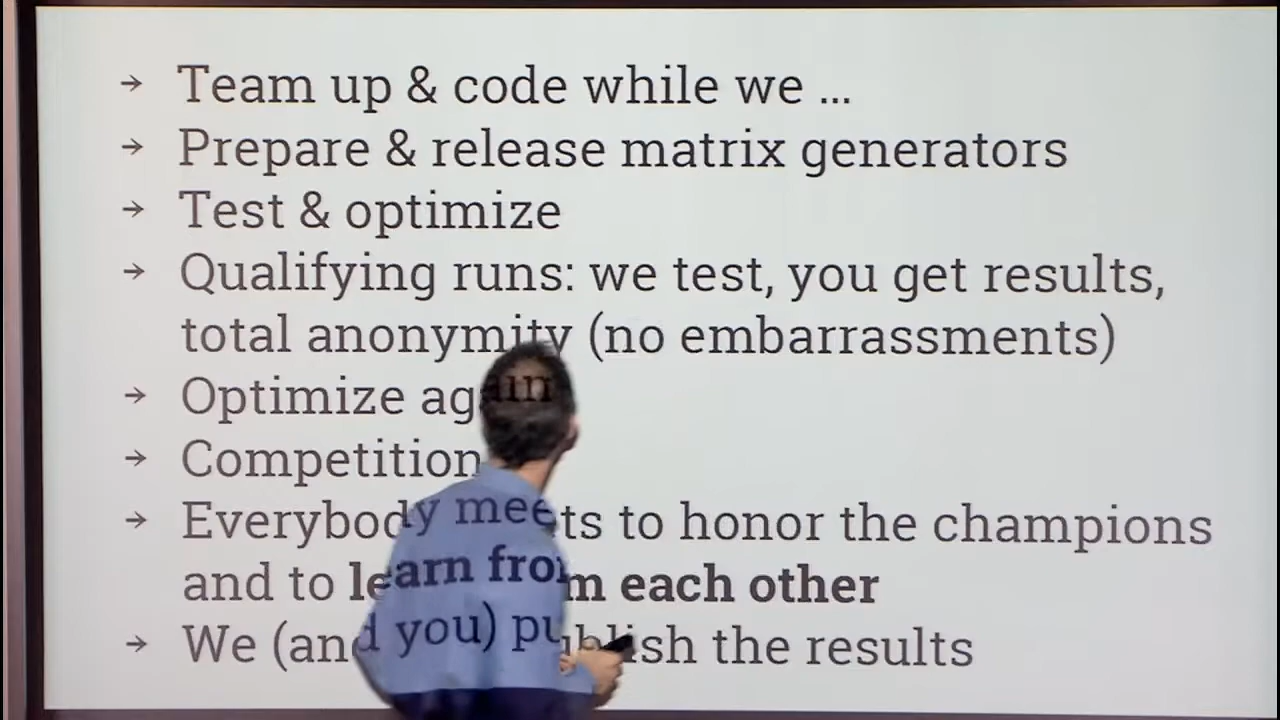 → Team up & code while we ...
→ Prepare & release matrix generators
→ Test & optimize
→ Qualifying runs: we test, you get results,
total anonymity (no embarrassments)
→ Optimize again
→ Competition
→ Everybody meets to honor the champions
and to learn from each other
→ We (and you) publish the results